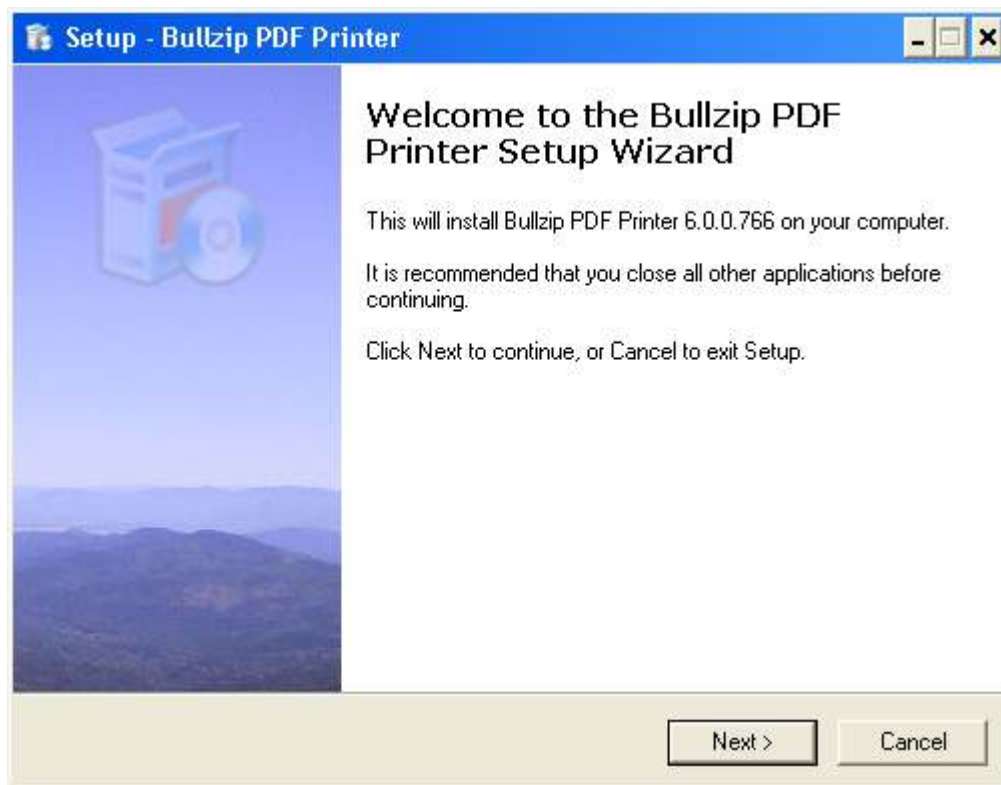 Setup - Bullzip PDF Printer
Welcome to the Bullzip PDF
Printer Setup Wizard
This will install Bullzip PDF Printer 6.0.0.766 on your computer.
It is recommended that you close all other applications before
continuing.
Click Next to continue, or Cancel to exit Setup.
Next >
Cancel